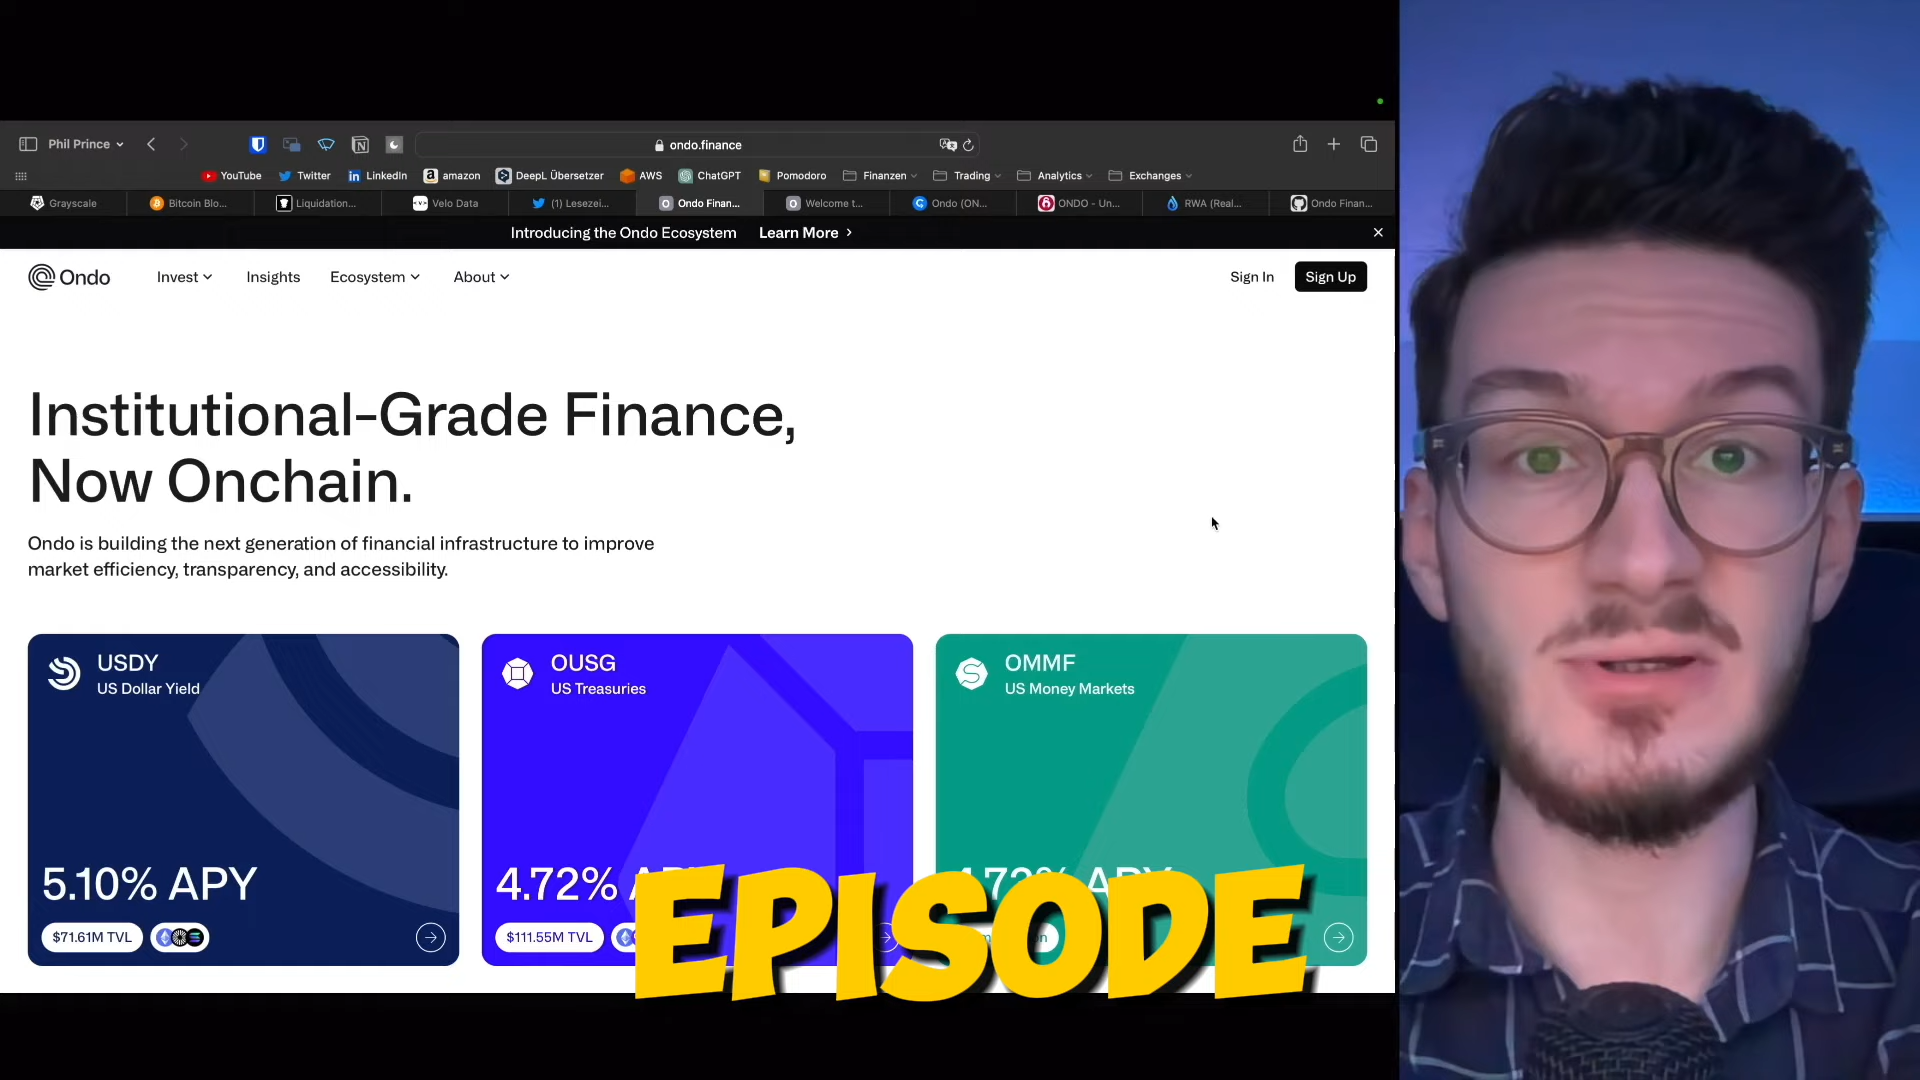 Phil Prince
ondo.finance
YouTube Twitter LinkedIn amazon DeepL Übersetzer AWS ChatGPT Pomodoro Finanzen Trading Analytics Exchanges
Grayscale Bitcoin Blo... Liquidation... Velo Data (1) Lesezei... Ondo Finan... Welcome t... Ondo (ON... ONDO - Un... RWA (Real... Ondo Finan...
Introducing the Ondo Ecosystem Learn More
Ondo Invest Insights Ecosystem About Sign In Sign Up
Institutional-Grade Finance,
Now Onchain.
Ondo is building the next generation of financial infrastructure to improve
market efficiency, transparency, and accessibility.
USDY
US Dollar Yield
5.10% APY
$71.61M TVL
OUSG
US Treasuries
4.72%
$111.55M TVL
OMMF
US Money Markets
EPISODE